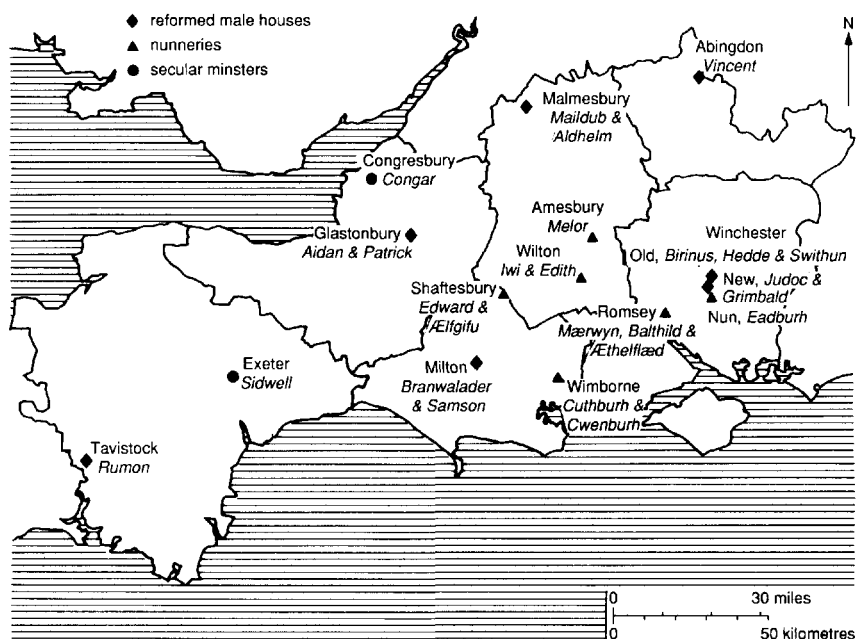 reformed male houses
nunneries
secular minsters
N
Abingdon
Vincent
Malmesbury
Maildub &
Aldhelm
Congresbury
Congar
Amesbury
Melor
Winchester
Glastonbury
Aidan & Patrick
Wilton
Iwi & Edith
Old, Birinus, Hedde & Swithun
New, Judoc &
Grimbald
Nun, Eadburh
Shaftesbury
Edward &
Ælfgifu
Romsey
Mærwyn, Balthild &
Æthelflæd
Exeter
Sidwell
Milton
Branwalader
& Samson
Wimborne
Cuthburh &
Cwenburh
Tavistock
Rumon
0 30 miles
0 50 kilometres